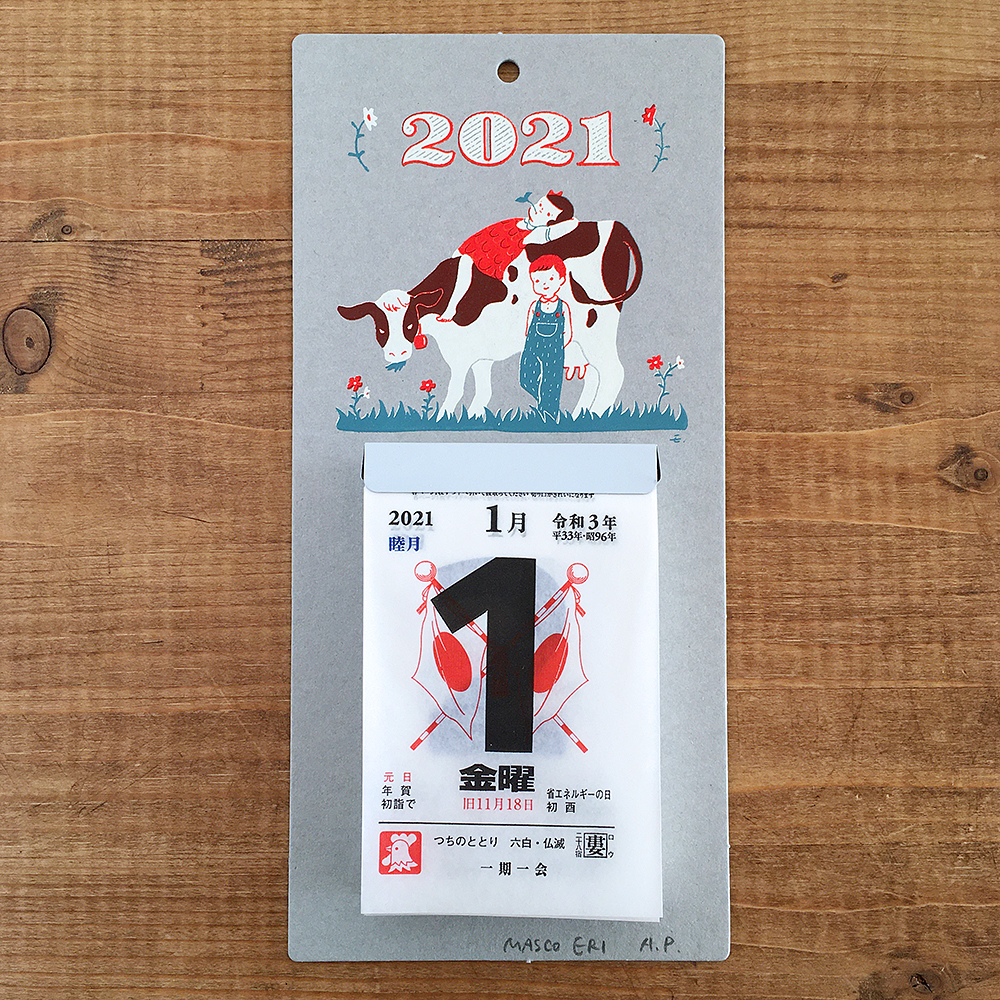 2021
2021 1月 令和3年
睦月 平33年・昭96年
1
金曜
元日
年賀
初詣で
旧11月18日
省エネルギーの日
初酉
つちのととり 六白・仏滅 二十八宿 婁 ロウ
一期一会
MASCO ERI A.P.